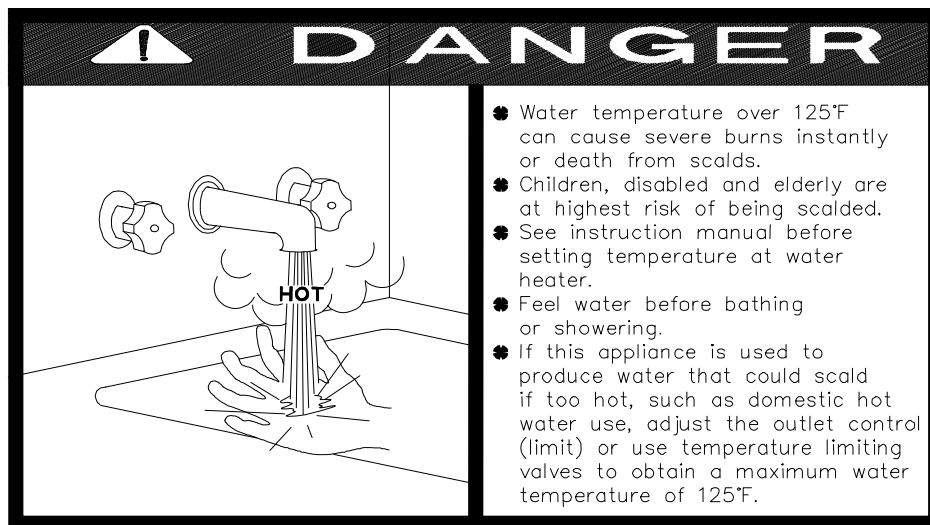 DANGER
HOT
Water temperature over 125°F
can cause severe burns instantly
or death from scalds.
Children, disabled and elderly are
at highest risk of being scalded.
See instruction manual before
setting temperature at water
heater.
Feel water before bathing
or showering.
If this appliance is used to
produce water that could scald
if too hot, such as domestic hot
water use, adjust the outlet control
(limit) or use temperature limiting
valves to obtain a maximum water
temperature of 125°F.